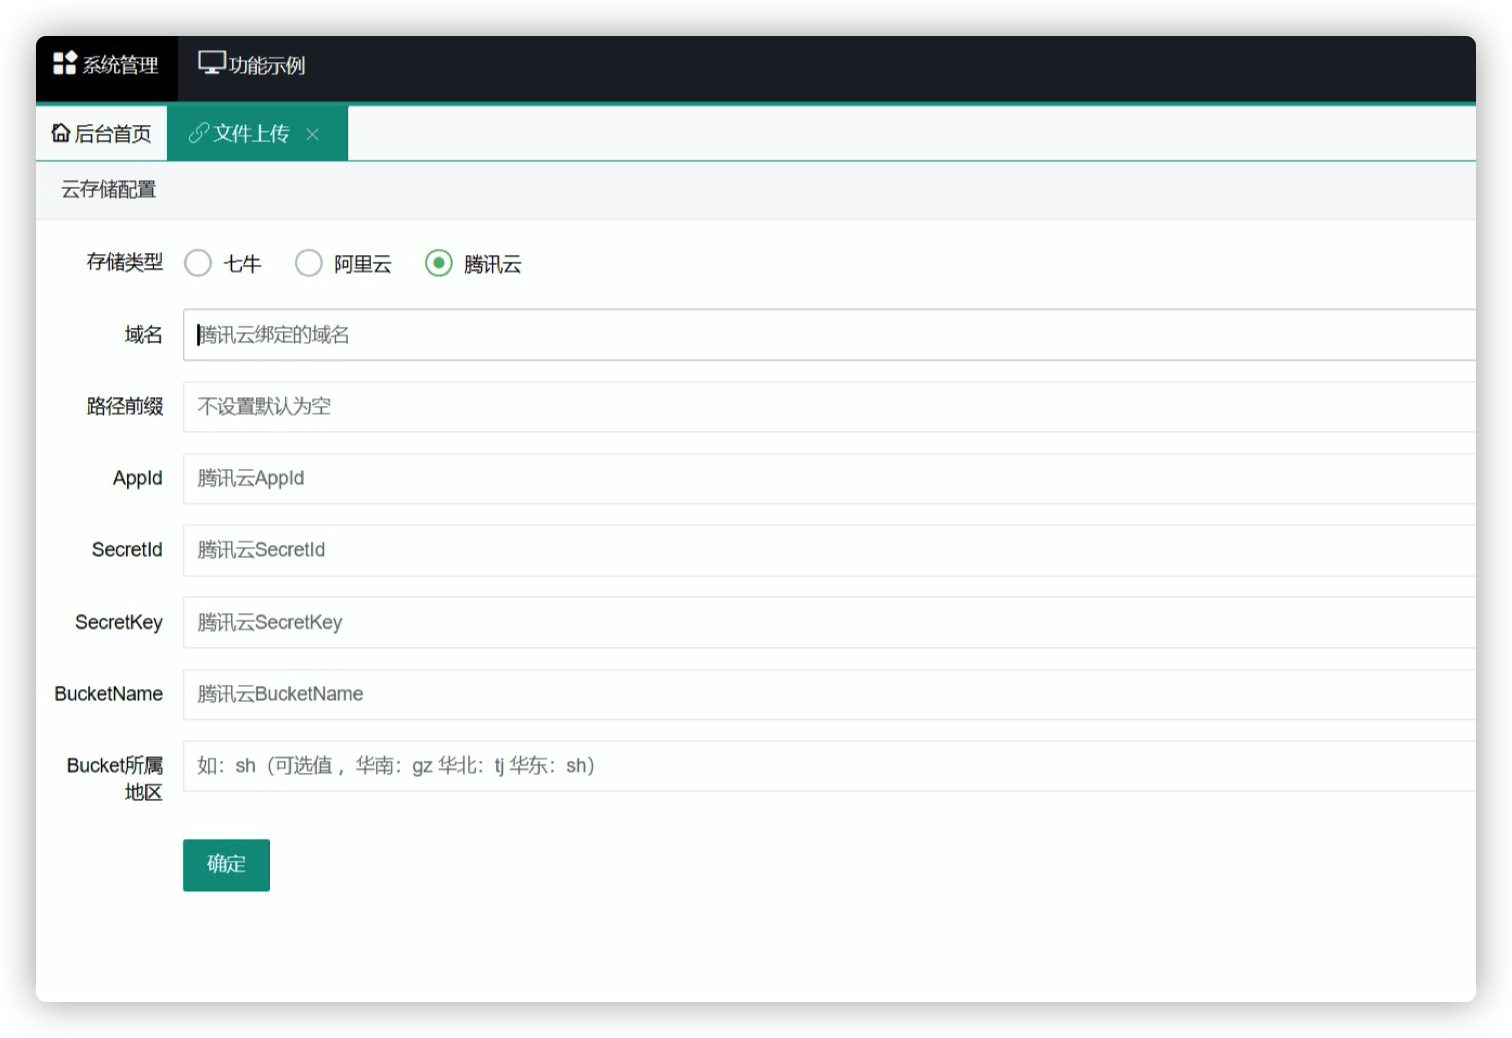 系统管理 功能示例
后台首页 文件上传
云存储配置
存储类型 七牛 阿里云 腾讯云
域名 腾讯云绑定的域名
路径前缀 不设置默认为空
AppId 腾讯云AppId
SecretId 腾讯云SecretId
SecretKey 腾讯云SecretKey
BucketName 腾讯云BucketName
Bucket所属 如：sh（可选值 ，华南：gz 华北：tj 华东：sh）
地区
确定